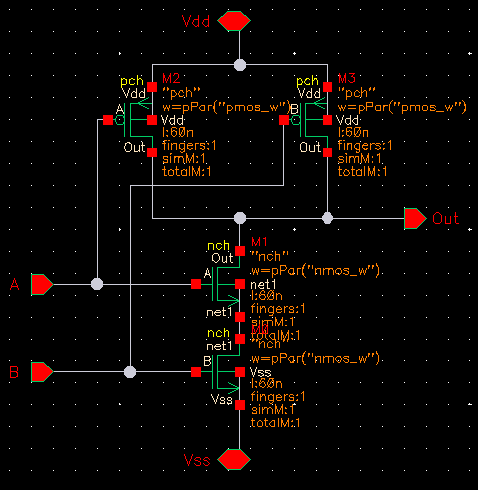 Vdd
pch M2
Vdd "pch"
A w=pPar("pmos_w")
Vdd
l:60n
Out fingers:1
simM:1
totalM:1
pch M3
Vdd "pch"
B w=pPar("pmos_w")
Vdd
l:60n
Out fingers:1
simM:1
totalM:1
Out
nch M1
Out "nch"
A w=pPar("nmos_w")
net1
l:60n
fingers:1
net1 simM:1
totalM:1
A
nch
net1 "nch"
B w=pPar("nmos_w")
Vss
l:60n
fingers:1
Vss simM:1
totalM:1
B
Vss